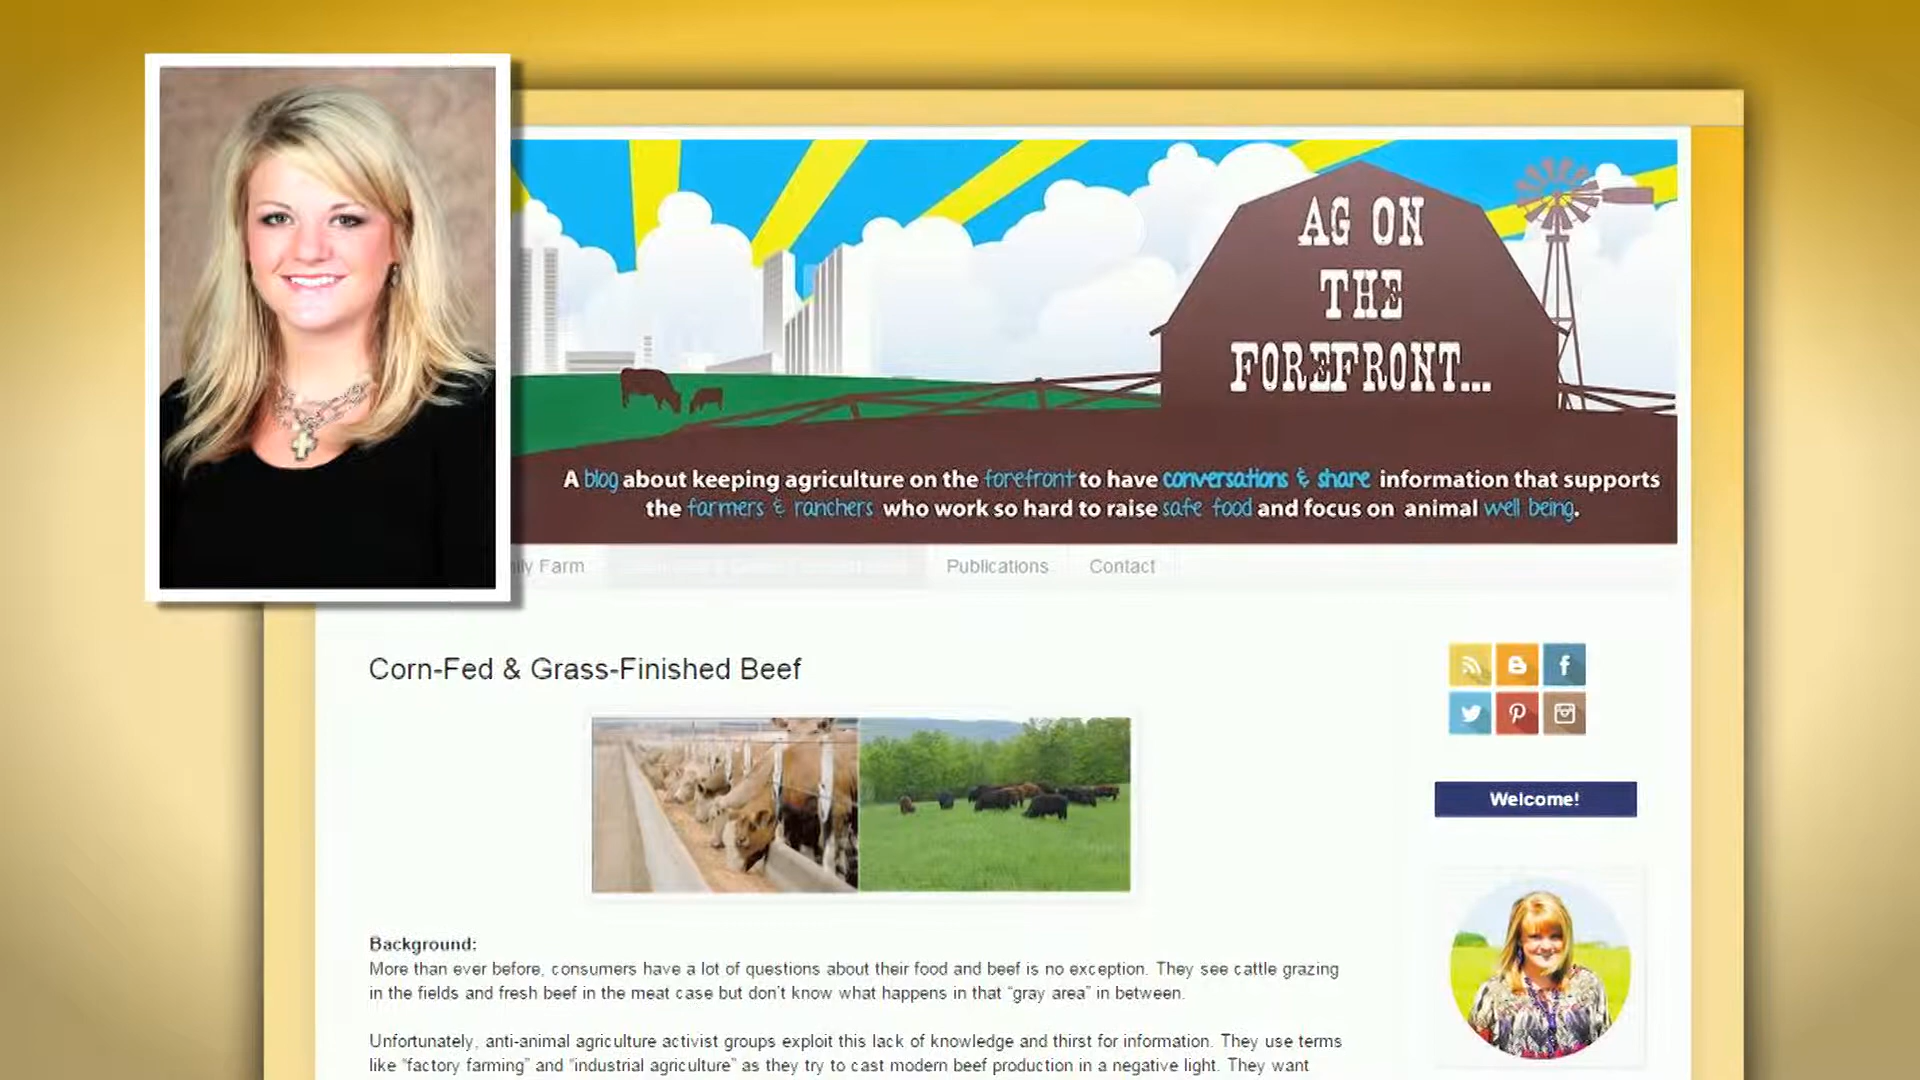 AG ON
THE
FOREFRONT...
A blog about keeping agriculture on the forefront to have conversations & share information that supports
the farmers & ranchers who work so hard to raise safe food and focus on animal well being.
Farm
Publications
Contact
Corn-Fed & Grass-Finished Beef
Welcome!
Background:
More than ever before, consumers have a lot of questions about their food and beef is no exception. They see cattle grazing
in the fields and fresh beef in the meat case but don't know what happens in that “gray area” in between.
Unfortunately, anti-animal agriculture activist groups exploit this lack of knowledge and thirst for information. They use terms
like “factory farming” and “industrial agriculture” as they try to cast modern beef production in a negative light. They want